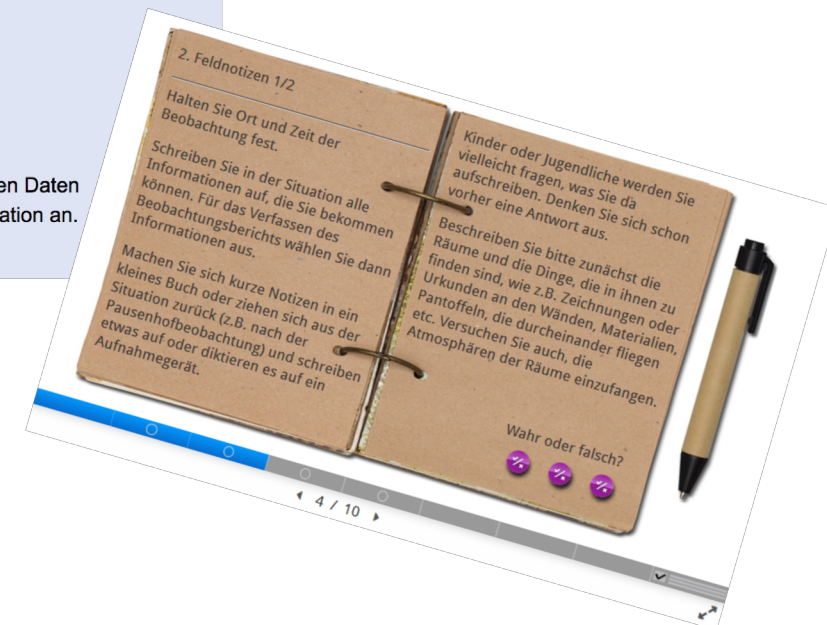 en Daten
ation an.
2. Feldnotizen 1/2
Halten Sie Ort und Zeit der
Beobachtung fest.
Schreiben Sie in der Situation alle
Informationen auf, die Sie bekommen
können. Für das Verfassen des
Beobachtungsberichts wählen Sie dann
Informationen aus.
Machen Sie sich kurze Notizen in ein
kleines Buch oder ziehen sich aus der
Situation zurück (z.B. nach der
Pausenhofbeobachtung) und schreiben
etwas auf oder diktieren es auf ein
Aufnahmegerät.
Kinder oder Jugendliche werden Sie
vielleicht fragen, was Sie da
aufschreiben. Denken Sie sich schon
vorher eine Antwort aus.
Beschreiben Sie bitte zunächst die
Räume und die Dinge, die in ihnen zu
finden sind, wie z.B. Zeichnungen oder
Urkunden an den Wänden, Materialien,
Pantoffeln, die durcheinander fliegen
etc. Versuchen Sie auch, die
Atmosphären der Räume einzufangen.
Wahr oder falsch?
4 / 10